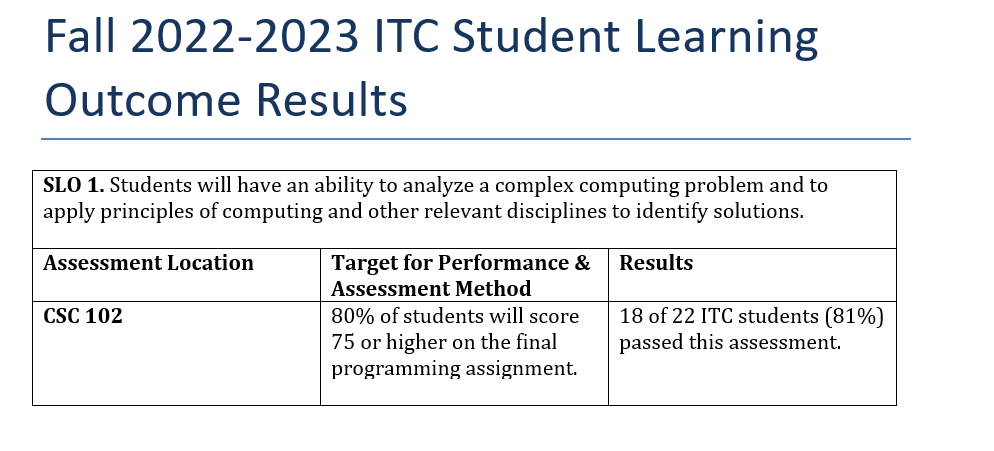 Fall 2022-2023 ITC Student Learning
Outcome Results
SLO 1. Students will have an ability to analyze a complex computing problem and to
apply principles of computing and other relevant disciplines to identify solutions.
Assessment Location
Target for Performance &
Assessment Method
Results
CSC 102
80% of students will score
75 or higher on the final
programming assignment.
18 of 22 ITC students (81%)
passed this assessment.